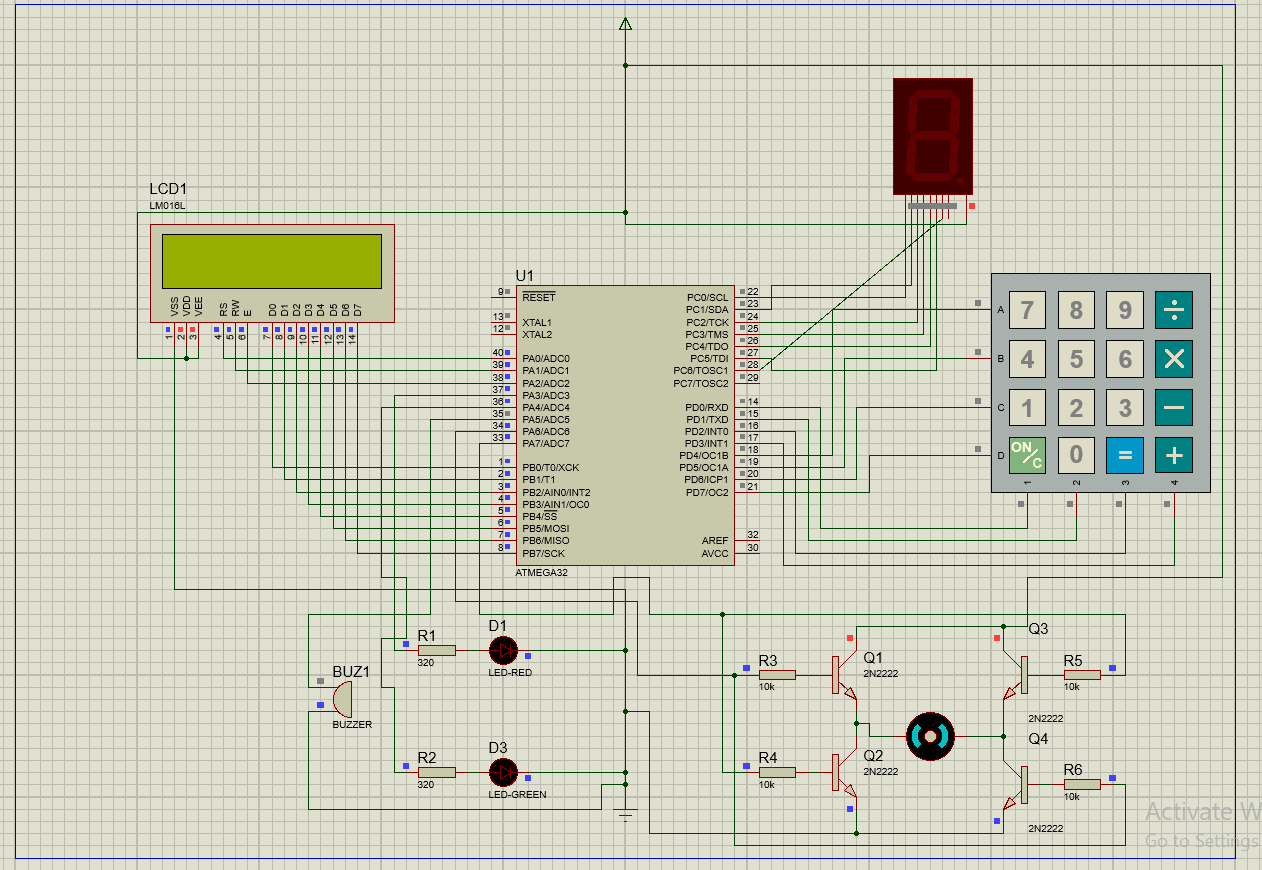 LCD1
LM016L
VSS
VDD
VEE
RS
RW
E
D0
D1
D2
D3
D4
D5
D6
D7
1
2
3
4
5
6
7
8
9
10
11
12
13
14
U1
9 RESET
13 XTAL1
12 XTAL2
40 PA0/ADC0
39 PA1/ADC1
38 PA2/ADC2
37 PA3/ADC3
36 PA4/ADC4
35 PA5/ADC5
34 PA6/ADC6
33 PA7/ADC7
1 PB0/T0/XCK
2 PB1/T1
3 PB2/AIN0/INT2
4 PB3/AIN1/OC0
5 PB4/SS
6 PB5/MOSI
7 PB6/MISO
8 PB7/SCK
PC0/SCL 22
PC1/SDA 23
PC2/TCK 24
PC3/TMS 25
PC4/TDO 26
PC5/TDI 27
PC6/TOSC1 28
PC7/TOSC2 29
PD0/RXD 14
PD1/TXD 15
PD2/INT0 16
PD3/INT1 17
PD4/OC1B 18
PD5/OC1A 19
PD6/ICP1 20
PD7/OC2 21
AREF 32
AVCC 30
ATMEGA32
A 7 8 9 ÷
B 4 5 6 ×
C 1 2 3 −
D ON/C 0 = +
1 2 3 4
R1
320
D1
LED-RED
BUZ1
BUZZER
R2
320
D3
LED-GREEN
R3
10k
Q1
2N2222
R4
10k
Q2
2N2222
Q3
2N2222
R5
10k
Q4
2N2222
R6
10k
Activate W
Go to Settings